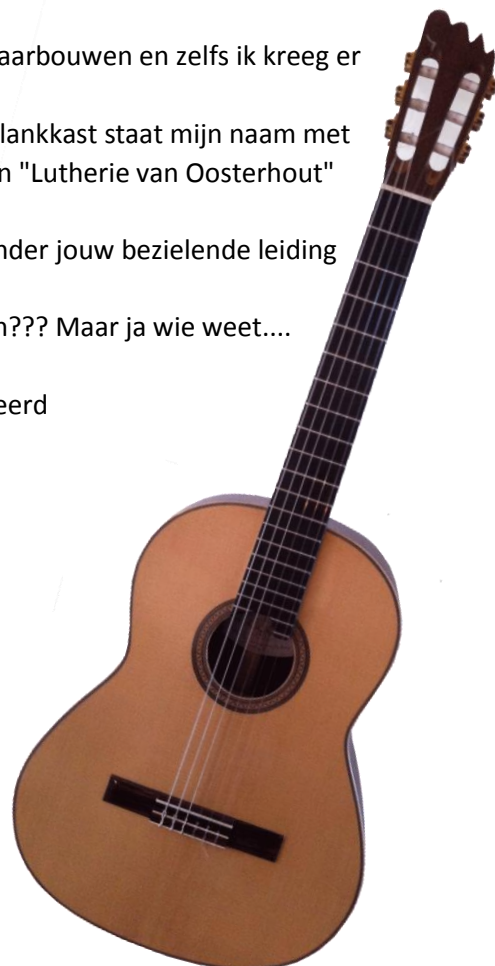 aarbouwen en zelfs ik kreeg er
lankkast staat mijn naam met
n "Lutherie van Oosterhout"
nder jouw bezielende leiding
n??? Maar ja wie weet....
eerd